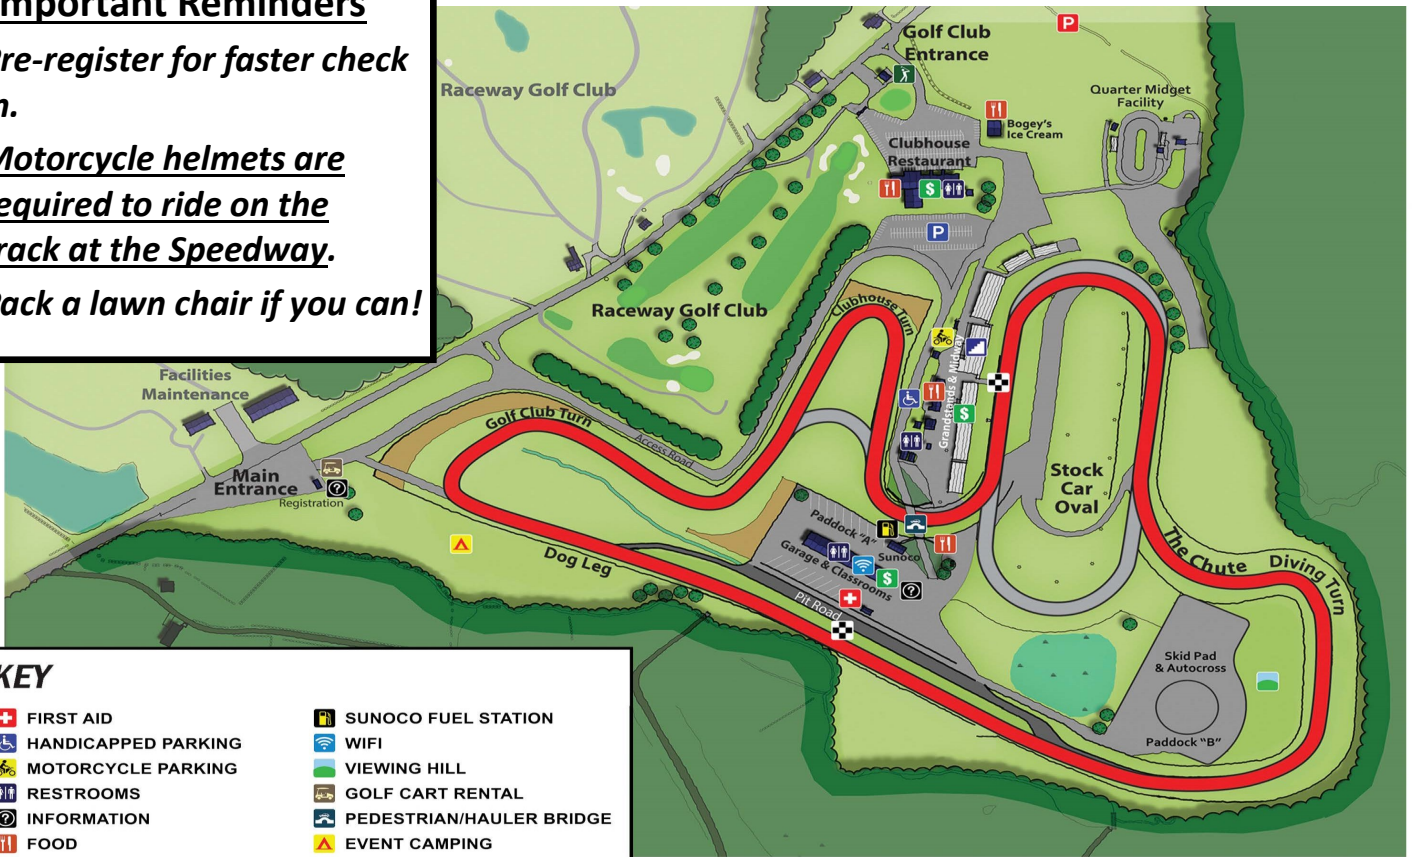 mportant Reminders
re-register for faster check
n.
Motorcycle helmets are
equired to ride on the
rack at the Speedway.
ack a lawn chair if you can!
Raceway Golf Club
Golf Club
Entrance
P
Quarter Midget
Facility
Bogey's
Ice Cream
Clubhouse
Restaurant
$
P
Raceway Golf Club
Clubhouse Turn
Grandstands & Midway
$
Facilities
Maintenance
Golf Club Turn
Access Road
Main
Entrance
Registration
?
Stock
Car
Oval
Paddock "A"
Sunoco
Garage & Classrooms
$
?
Pit Road
Dog Leg
The Chute
Diving Turn
Skid Pad
& Autocross
Paddock "B"
KEY
FIRST AID
HANDICAPPED PARKING
MOTORCYCLE PARKING
RESTROOMS
? INFORMATION
FOOD
SUNOCO FUEL STATION
WIFI
VIEWING HILL
GOLF CART RENTAL
PEDESTRIAN/HAULER BRIDGE
EVENT CAMPING